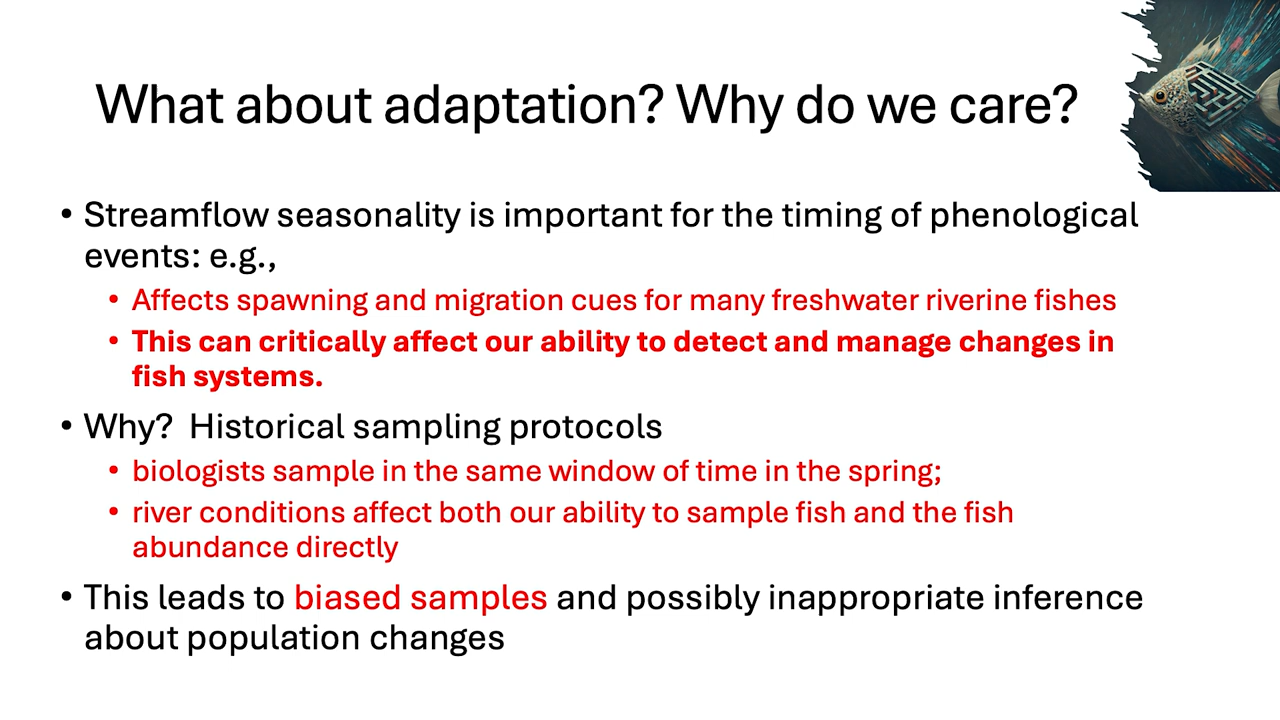 What about adaptation? Why do we care?
• Streamflow seasonality is important for the timing of phenological
events: e.g.,
• Affects spawning and migration cues for many freshwater riverine fishes
• This can critically affect our ability to detect and manage changes in
fish systems.
• Why?  Historical sampling protocols
• biologists sample in the same window of time in the spring;
• river conditions affect both our ability to sample fish and the fish
abundance directly
• This leads to biased samples and possibly inappropriate inference
about population changes